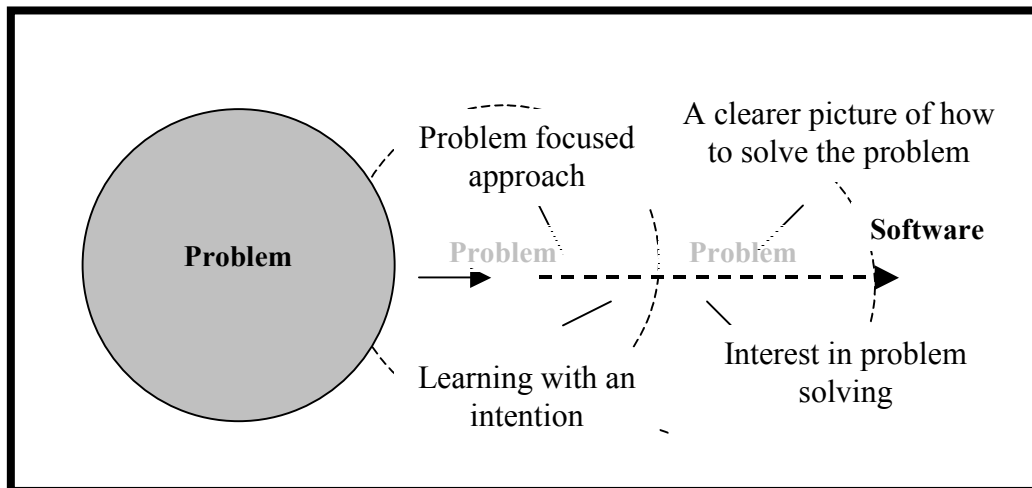 Problem
Problem focused
approach
Problem
Learning with an
intention
A clearer picture of how
to solve the problem
Problem
Software
Interest in problem
solving